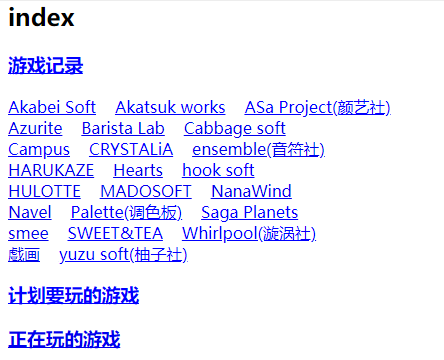 index
游戏记录
Akabei Soft Akatsuk works ASa Project(颜艺社)
Azurite Barista Lab Cabbage soft
Campus CRYSTALiA ensemble(音符社)
HARUKAZE Hearts hook soft
HULOTTE MADOSOFT NanaWind
Navel Palette(调色板) Saga Planets
smee SWEET&TEA Whirlpool(旋涡社)
戯画 yuzu soft(柚子社)
计划要玩的游戏
正在玩的游戏